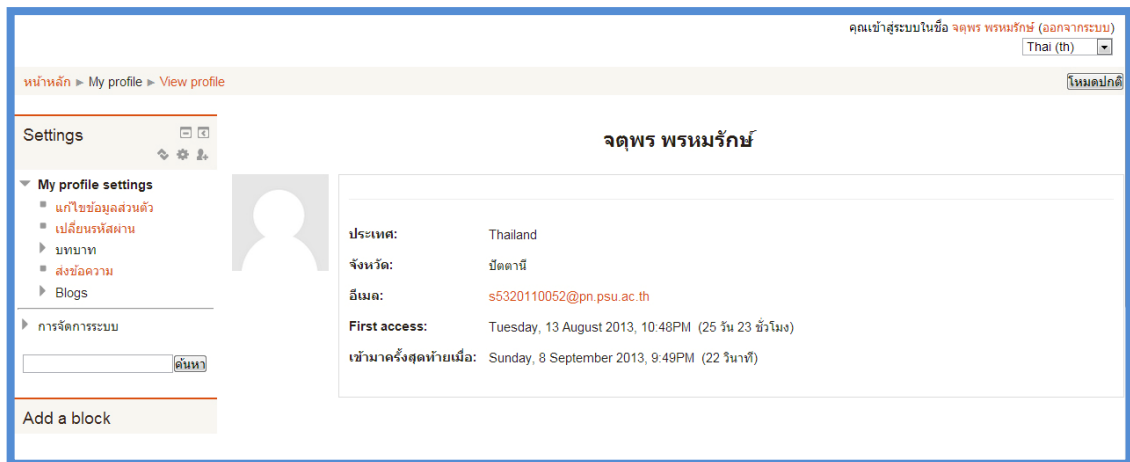 คุณเข้าสู่ระบบในชื่อ จตุพร พรหมรักษ์ (ออกจากระบบ)
Thai (th)
หน้าหลัก ► My profile ► View profile
โหมดปกติ
Settings
My profile settings
แก้ไขข้อมูลส่วนตัว
เปลี่ยนรหัสผ่าน
บทบาท
ส่งข้อความ
Blogs
การจัดการระบบ
ค้นหา
Add a block
จตุพร พรหมรักษ์
ประเทศ: Thailand
จังหวัด: ปัตตานี
อีเมล: s5320110052@pn.psu.ac.th
First access: Tuesday, 13 August 2013, 10:48PM (25 วัน 23 ชั่วโมง)
เข้ามาครั้งสุดท้ายเมื่อ: Sunday, 8 September 2013, 9:49PM (22 วินาที)